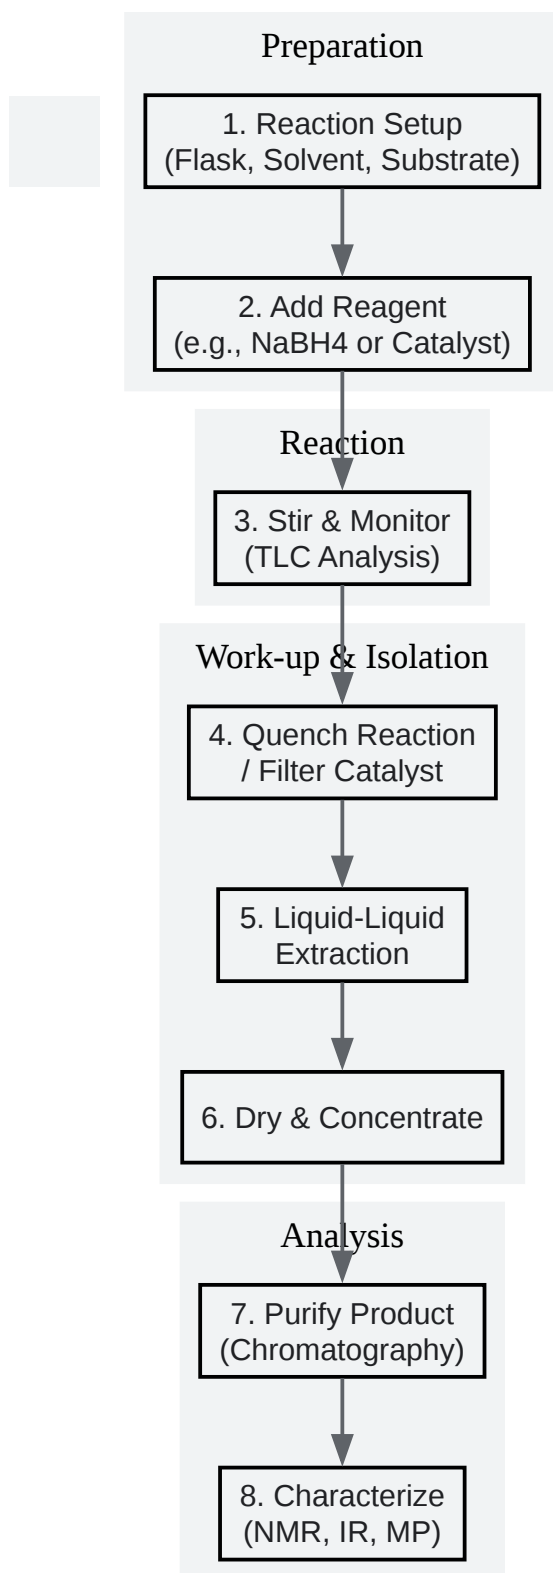 Preparation
1. Reaction Setup
(Flask, Solvent, Substrate)
2. Add Reagent
(e.g., NaBH4 or Catalyst)
Reaction
3. Stir & Monitor
(TLC Analysis)
Work-up & Isolation
4. Quench Reaction
/ Filter Catalyst
5. Liquid-Liquid
Extraction
6. Dry & Concentrate
Analysis
7. Purify Product
(Chromatography)
8. Characterize
(NMR, IR, MP)